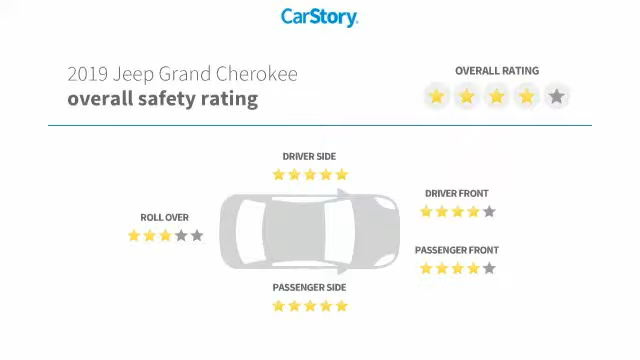 CarStory.
2019 Jeep Grand Cherokee
overall safety rating
OVERALL RATING
DRIVER SIDE
DRIVER FRONT
ROLL OVER
PASSENGER FRONT
PASSENGER SIDE